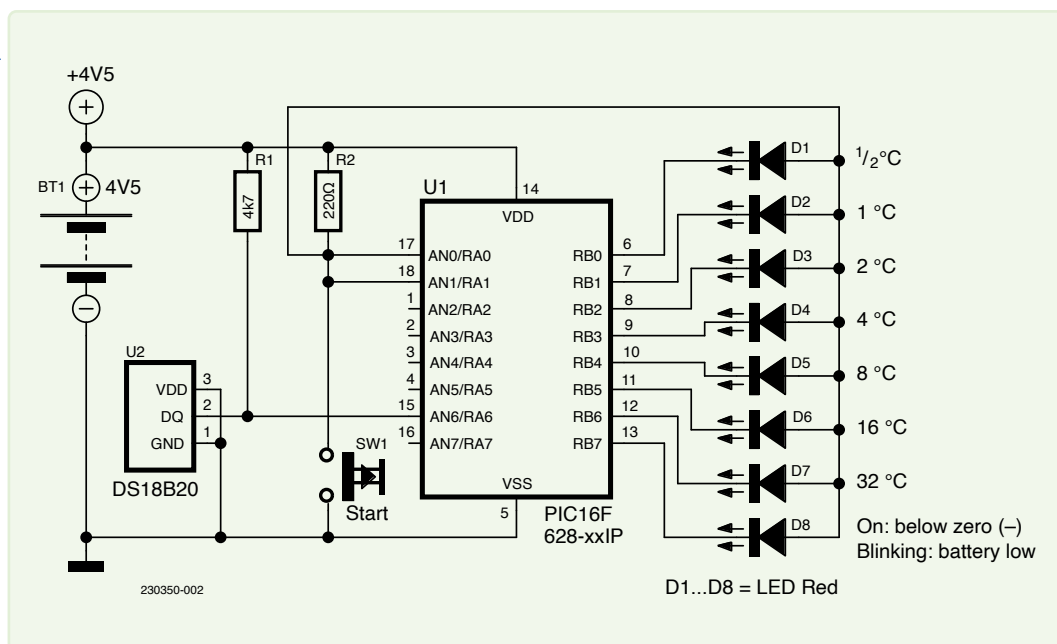 +4V5
BT1
4V5
R1
4k7
R2
220Ω
U1
14
VDD
17 AN0/RA0
18 AN1/RA1
1 AN2/RA2
2 AN3/RA3
3 AN4/RA4
4 AN5/RA5
15 AN6/RA6
16 AN7/RA7
RB0 6
RB1 7
RB2 8
RB3 9
RB4 10
RB5 11
RB6 12
RB7 13
VSS
5
PIC16F
628-xxIP
U2
VDD 3
DQ 2
GND 1
DS18B20
SW1
Start
D1 1/2°C
D2 1 °C
D3 2 °C
D4 4 °C
D5 8 °C
D6 16 °C
D7 32 °C
D8 On: below zero (–)
Blinking: battery low
D1...D8 = LED Red
230350-002